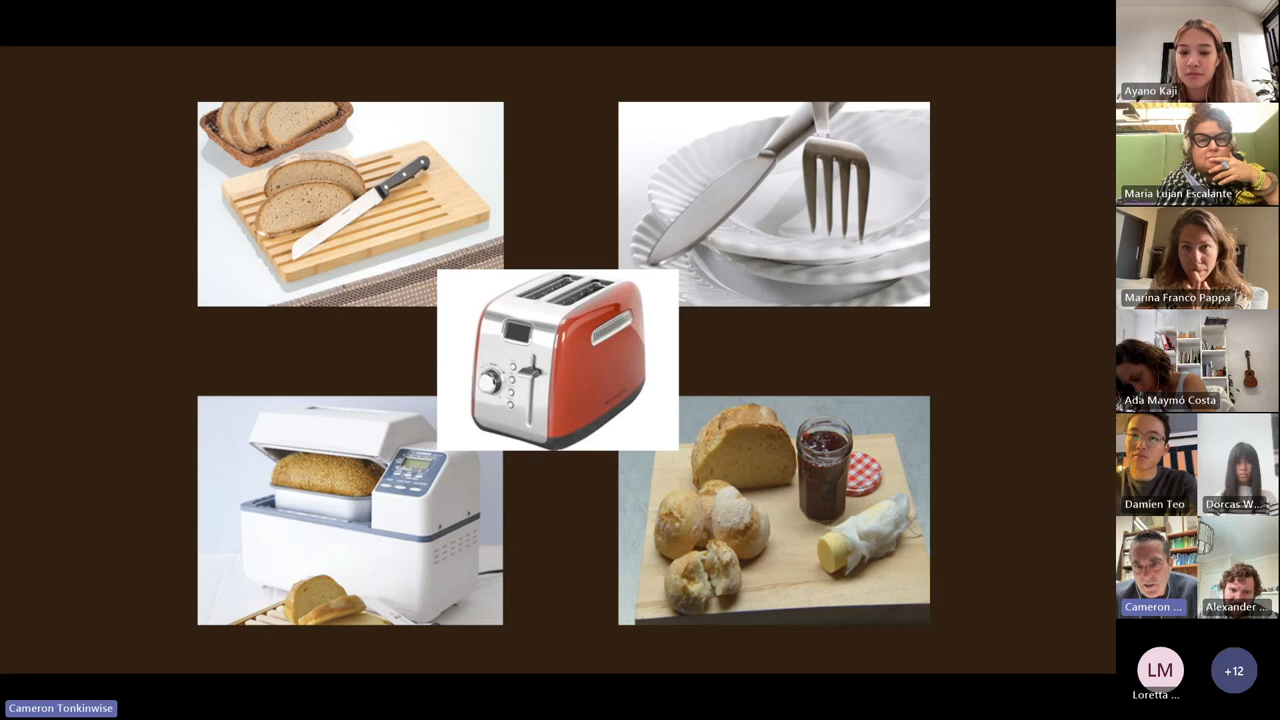 Ayano Kaji
Maria Luján Escalante
Marina Franco Pappa
Ada Maymó Costa
Damien Teo
Dorcas W...
Cameron ...
Alexander ...
LM
+12
Loretta ...
Cameron Tonkinwise